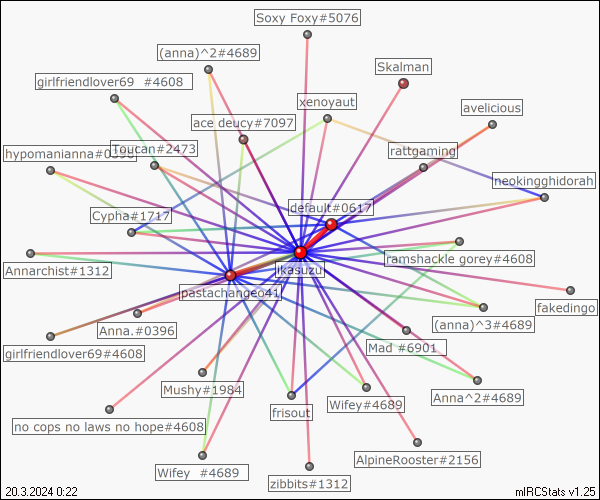 Soxy Foxy#5076
(anna)^2#4689
Skalman
girlfriendlover69 #4608
xenoyaut
avelicious
ace deucy#7097
Toucan#2473
hypomanianna#0396
rattgaming
neokingghidorah
default#0617
Cypha#1717
ikasuzu
ramshackle gorey#4608
Annarchist#1312
pastachangeo41
fakedingo
Anna.#0396
(anna)^3#4689
girlfriendlover69#4608
Mad #6901
Mushy#1984
Anna^2#4689
frisout
Wifey#4689
no cops no laws no hope#4608
AlpineRooster#2156
Wifey #4689
zibbits#1312
20.3.2024 0:22
mIRCStats v1.25